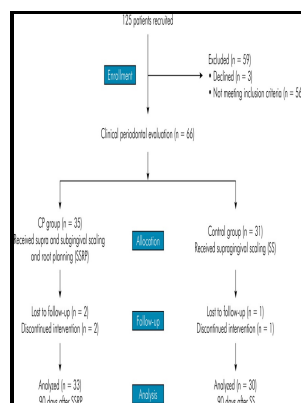 125 patients recruited
Excluded (n = 59)
• Declined (n = 3)
• Not meeting inclusion criteria (n = 56
Enrollment
Clinical periodontal evaluation (n = 66)
CP group (n = 35)
Received supra and subgingival scaling
and root planning (SSRP)
Allocation
Control group (n = 31)
Received supragingival scaling (SS)
Lost to follow-up (n = 2)
Discontinued intervention (n = 2)
Follow-up
Lost to follow-up (n = 1)
Discontinued intervention (n = 1)
Analyzed (n = 33)
90 days after SSRP
Analysis
Analyzed (n = 30)
90 days after SS